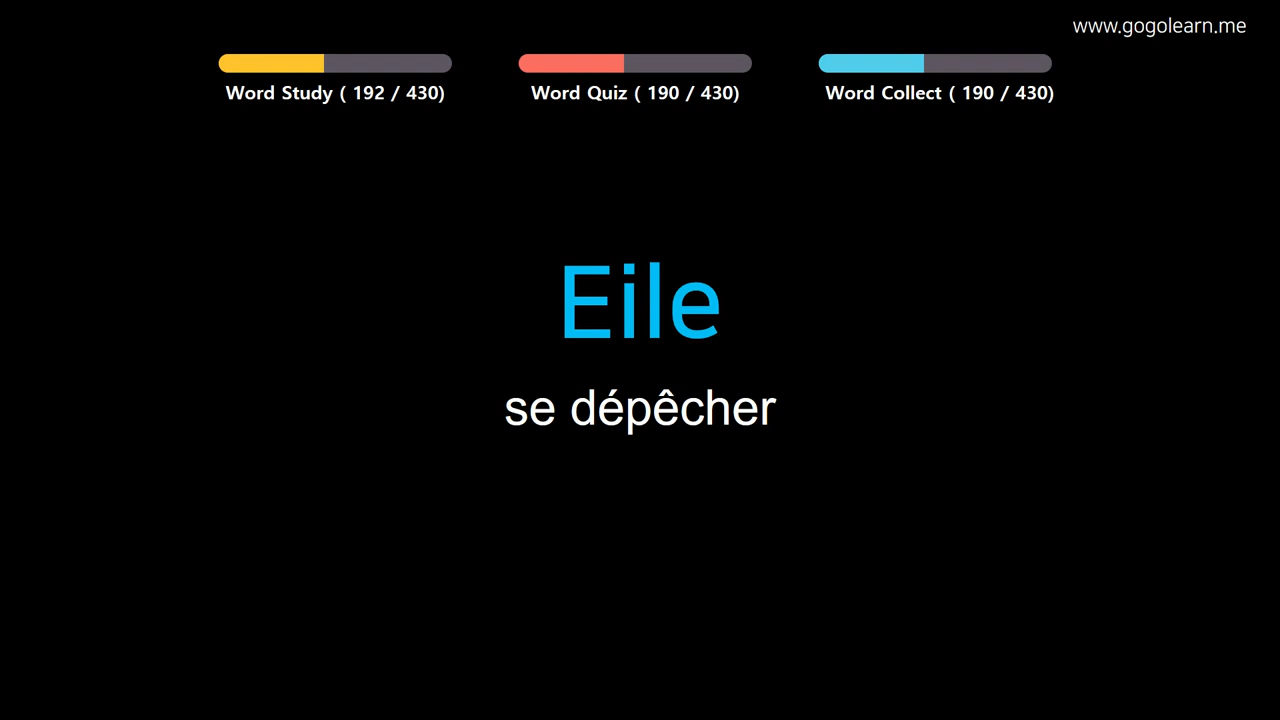 www.gogolearn.me
Word Study ( 192 / 430)
Word Quiz ( 190 / 430)
Word Collect ( 190 / 430)
Eile
se dépêcher